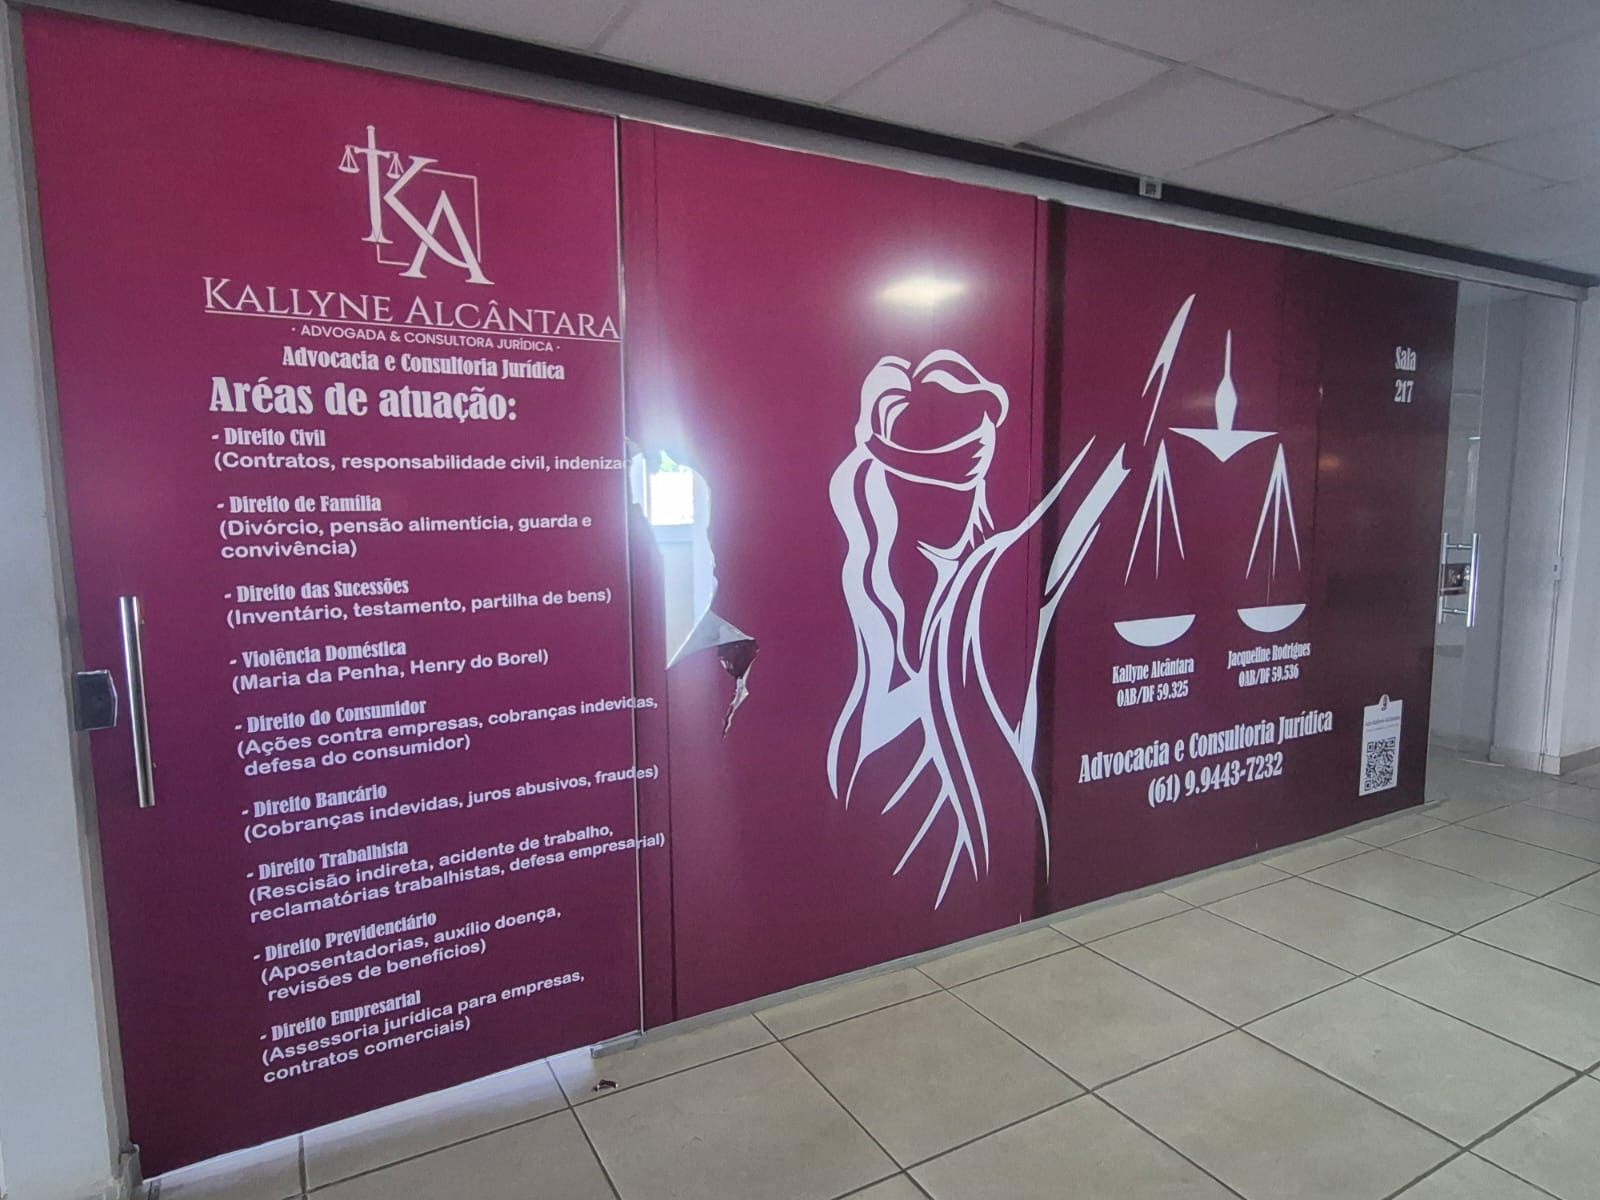 KA
KALLYNE ALCÂNTARA
· ADVOGADA & CONSULTORA JURÍDICA ·
Advocacia e Consultoria Jurídica
Aréas de atuação:
- Direito Civil
(Contratos, responsabilidade civil, indenizaç
- Direito de Família
(Divórcio, pensão alimentícia, guarda e
convivência)
- Direito das Sucessões
(Inventário, testamento, partilha de bens)
- Violência Doméstica
(Maria da Penha, Henry do Borel)
- Direito do Consumidor
(Ações contra empresas, cobranças indevidas,
defesa do consumidor)
- Direito Bancário
(Cobranças indevidas, juros abusivos, fraudes)
- Direito Trabalhista
(Rescisão indireta, acidente de trabalho,
reclamatórias trabalhistas, defesa empresarial)
- Direito Previdenciário
(Aposentadorias, auxílio doença,
revisões de benefícios)
- Direito Empresarial
(Assessoria jurídica para empresas,
contratos comerciais)
Sala
217
Kallyne Alcântara
OAB/DF 59.325
Jacqueline Rodrigues
OAB/DF 59.536
Advocacia e Consultoria Jurídica
(61) 9.9443-7232